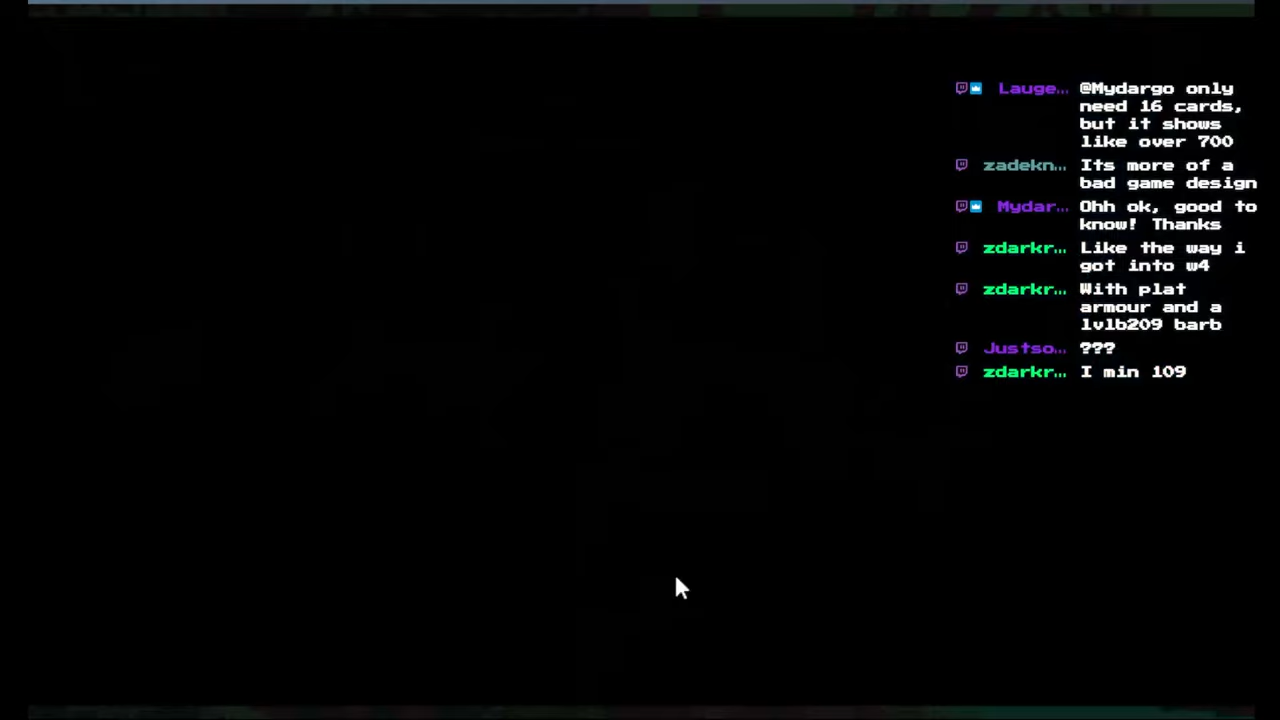 Lauge... @Mydargo only
need 16 cards,
but it shows
like over 700
zadekn... Its more of a
bad game design
Mydar... Ohh ok, good to
know! Thanks
zdarkr... Like the way i
got into w4
zdarkr... With plat
armour and a
lvlb209 barb
Justso... ???
zdarkr... I min 109